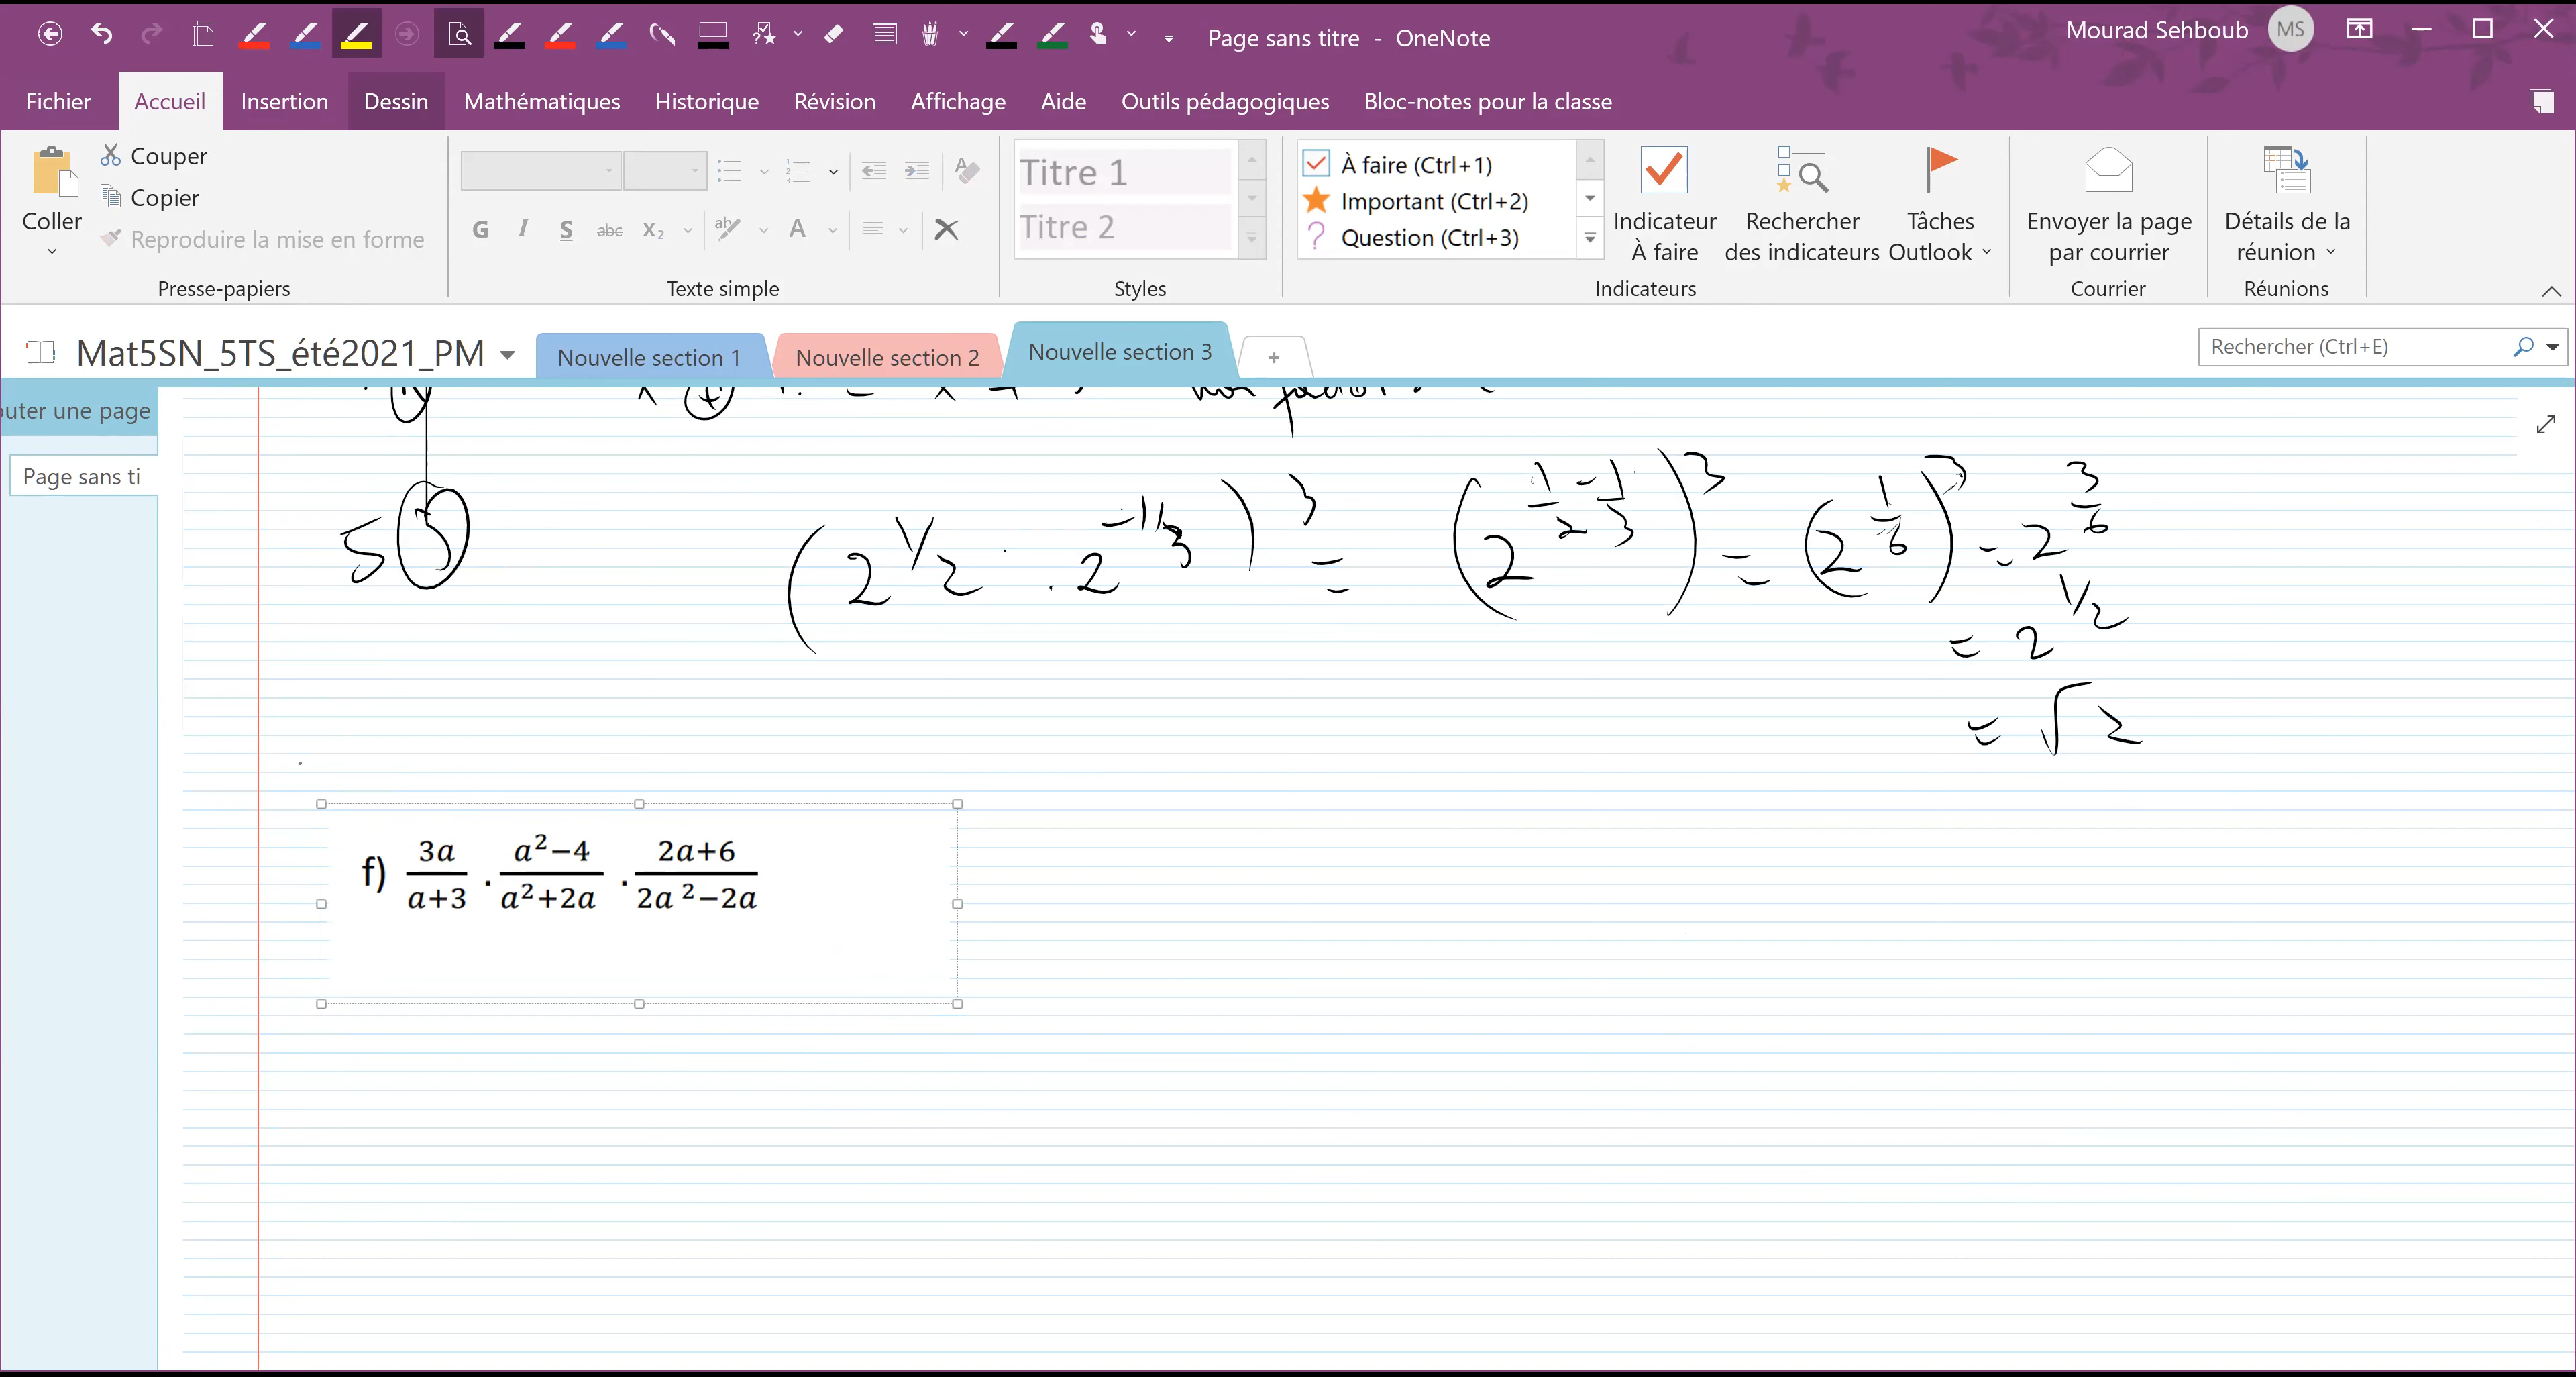 Page sans titre - OneNote
Mourad Sehboub MS
Fichier Accueil Insertion Dessin Mathématiques Historique Révision Affichage Aide Outils pédagogiques Bloc-notes pour la classe
Coller
Couper
Copier
Reproduire la mise en forme
Presse-papiers
G I S abc X₂ ab A
Texte simple
Titre 1
Titre 2
Styles
À faire (Ctrl+1)
Important (Ctrl+2)
? Question (Ctrl+3)
Indicateur
À faire
Rechercher
des indicateurs
Tâches
Outlook
Indicateurs
Envoyer la page
par courrier
Courrier
Détails de la
réunion
Réunions
Mat5SN_5TS_été2021_PM Nouvelle section 1 Nouvelle section 2 Nouvelle section 3 +
Rechercher (Ctrl+E)
outer une page
Page sans ti
(2^1/2 · 2^-1/3)^3 = (2^(1/2 - 1/3))^3 = (2^(1/6))^3 = 2^(3/6)
= 2^1/2
= √2
f) 3a/(a+3) · (a²−4)/(a²+2a) · (2a+6)/(2a ²−2a)